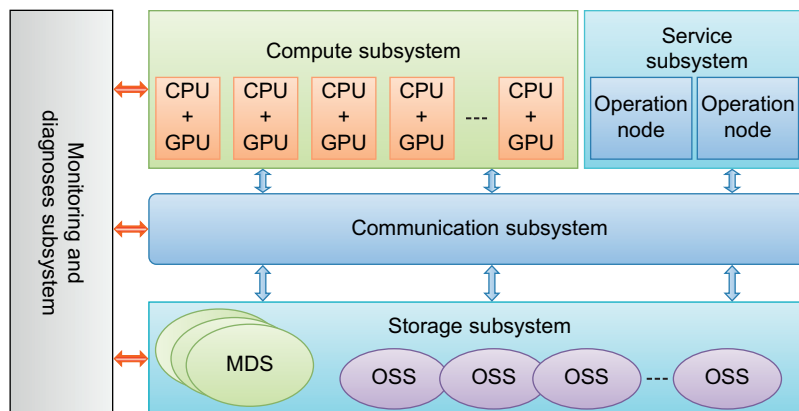 Monitoring and
diagnoses subsystem
Compute subsystem
CPU
+
GPU
CPU
+
GPU
CPU
+
GPU
CPU
+
GPU
---
CPU
+
GPU
Service
subsystem
Operation
node
Operation
node
Communication subsystem
Storage subsystem
MDS
OSS
OSS
OSS
---
OSS